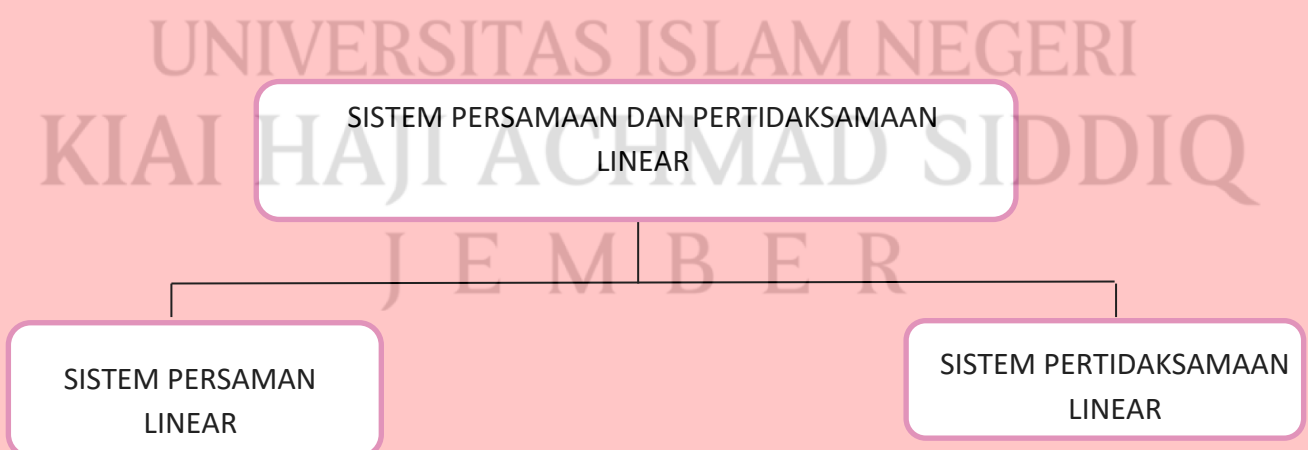 UNIVERSITAS ISLAM NEGERI
SISTEM PERSAMAAN DAN PERTIDAKSAMAAN
KIAI HAJI ACHMAD SIDDIQ
LINEAR
J E M B E R
SISTEM PERSAMAN
LINEAR
SISTEM PERTIDAKSAMAAN
LINEAR